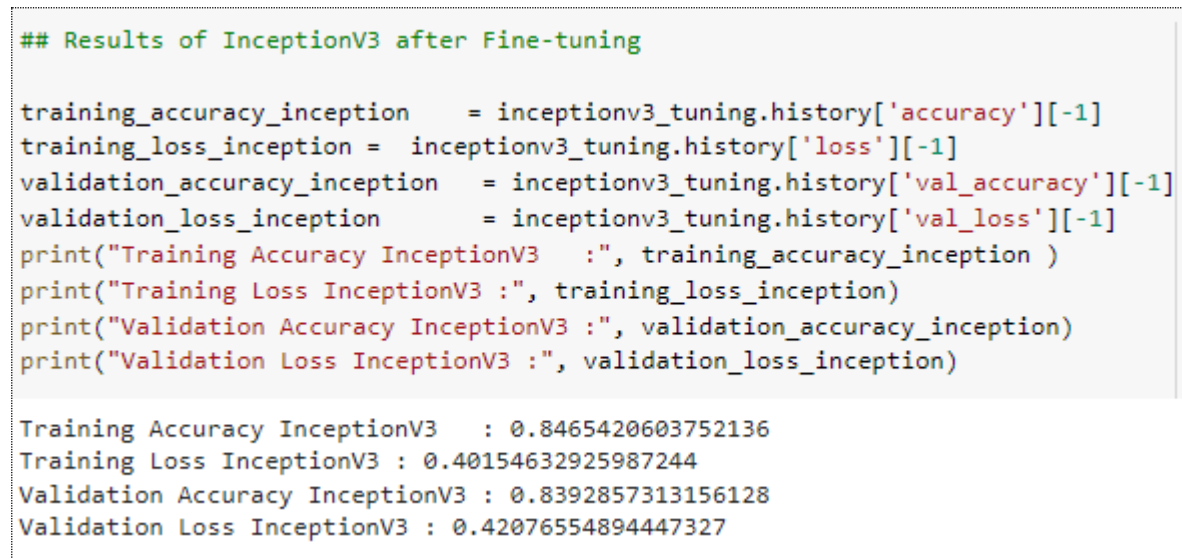 ## Results of InceptionV3 after Fine-tuning
training_accuracy_inception    = inceptionv3_tuning.history['accuracy'][-1]
training_loss_inception =  inceptionv3_tuning.history['loss'][-1]
validation_accuracy_inception   = inceptionv3_tuning.history['val_accuracy'][-1]
validation_loss_inception       = inceptionv3_tuning.history['val_loss'][-1]
print("Training Accuracy InceptionV3   :", training_accuracy_inception )
print("Training Loss InceptionV3 :", training_loss_inception)
print("Validation Accuracy InceptionV3 :", validation_accuracy_inception)
print("Validation Loss InceptionV3 :", validation_loss_inception)
Training Accuracy InceptionV3   : 0.8465420603752136
Training Loss InceptionV3 : 0.40154632925987244
Validation Accuracy InceptionV3 : 0.8392857313156128
Validation Loss InceptionV3 : 0.42076554894447327